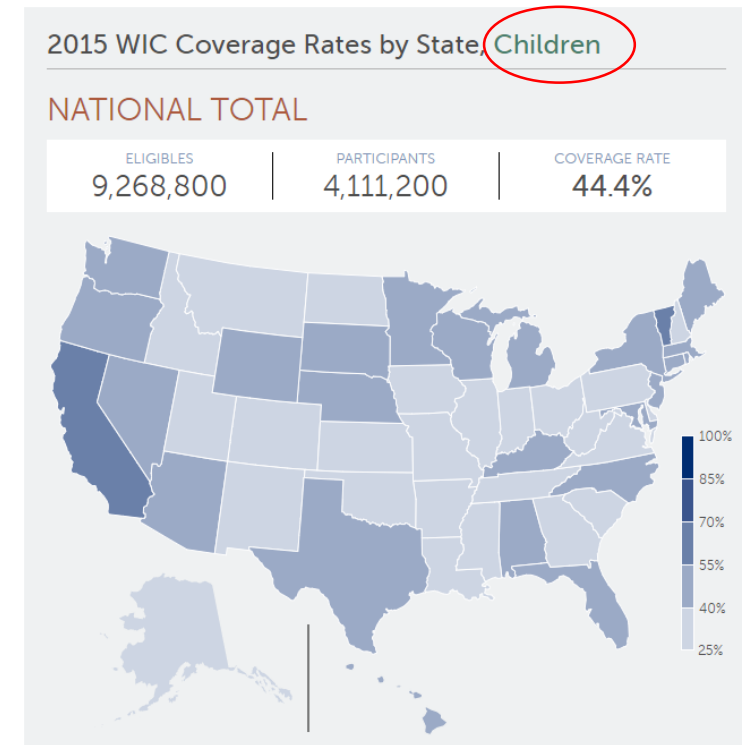 2015 WIC Coverage Rates by State, Children
NATIONAL TOTAL
ELIGIBLES
9,268,800
PARTICIPANTS
4,111,200
COVERAGE RATE
44.4%
100%
85%
70%
55%
40%
25%